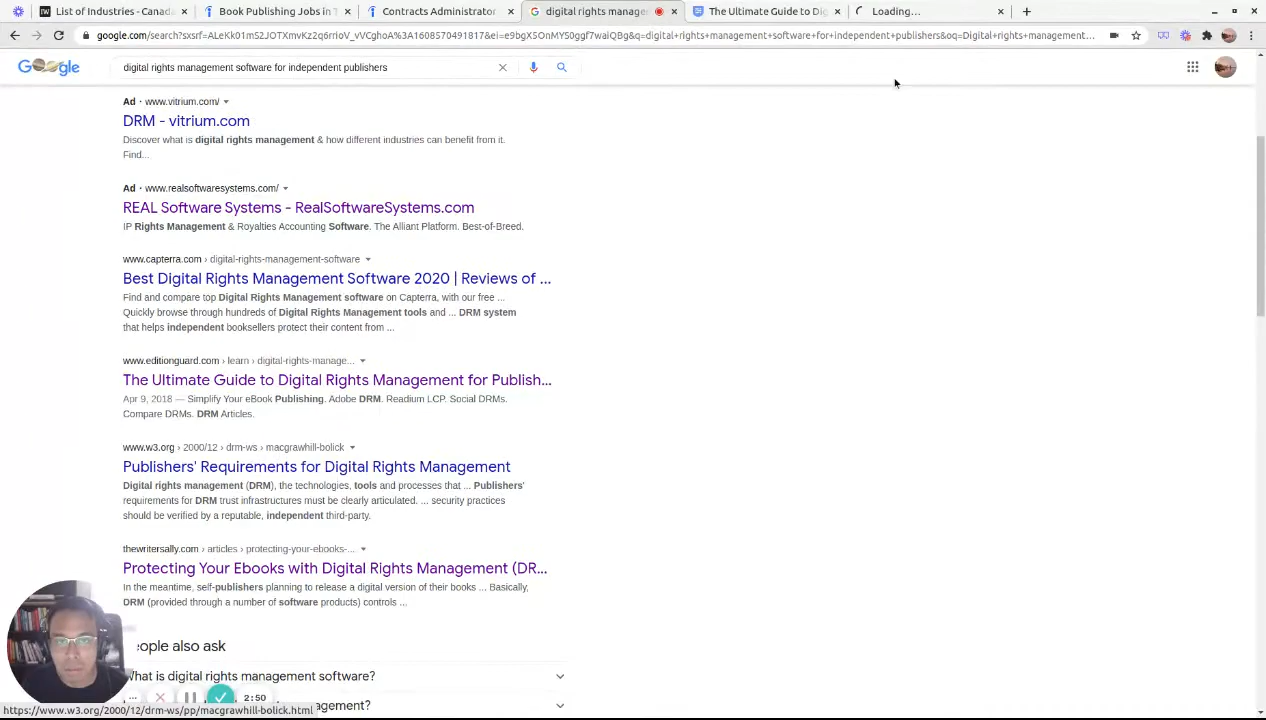 List of Industries - Canada
Book Publishing Jobs in T
Contracts Administrator
digital rights manage
The Ultimate Guide to Di
Loading...
google.com/search?sxsrf=ALeKk01mS2JOTXmvKz2q6rrioV_vVCghoA%3A1608570491817&ei=e9bgX5OnMYS0ggf7waiQBg&q=digital+rights+management+software+for+independent+publishers&oq=Digital+rights+management...
Google
digital rights management software for independent publishers
Ad · www.vitrium.com/
DRM - vitrium.com
Discover what is digital rights management & how different industries can benefit from it.
Find...
Ad · www.realsoftwaresystems.com/
REAL Software Systems - RealSoftwareSystems.com
IP Rights Management & Royalties Accounting Software. The Alliant Platform. Best-of-Breed.
www.capterra.com › digital-rights-management-software
Best Digital Rights Management Software 2020 | Reviews of ...
Find and compare top Digital Rights Management software on Capterra, with our free ...
Quickly browse through hundreds of Digital Rights Management tools and ... DRM system
that helps independent booksellers protect their content from ...
www.editionguard.com › learn › digital-rights-manage...
The Ultimate Guide to Digital Rights Management for Publish...
Apr 9, 2018 — Simplify Your eBook Publishing. Adobe DRM. Readium LCP. Social DRMs.
Compare DRMs. DRM Articles.
www.w3.org › 2000/12 › drm-ws › macgrawhill-bolick
Publishers' Requirements for Digital Rights Management
Digital rights management (DRM), the technologies, tools and processes that ... Publishers'
requirements for DRM trust infrastructures must be clearly articulated. ... security practices
should be verified by a reputable, independent third-party.
thewritersally.com › articles › protecting-your-ebooks-...
Protecting Your Ebooks with Digital Rights Management (DR...
In the meantime, self-publishers planning to release a digital version of their books ... Basically,
DRM (provided through a number of software products) controls ...
eople also ask
What is digital rights management software?
gement?
2:50
https://www.w3.org/2000/12/drm-ws/pp/macgrawhill-bolick.html